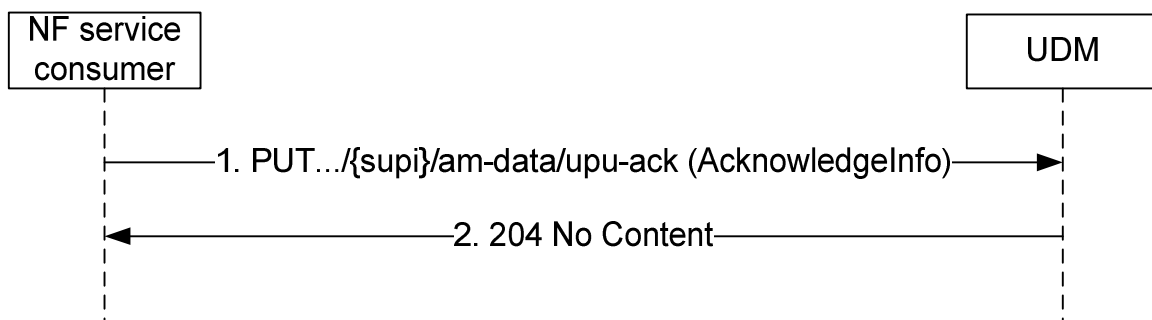 NF service
consumer
UDM
1. PUT.../{supi}/am-data/upu-ack (AcknowledgeInfo)
2. 204 No Content